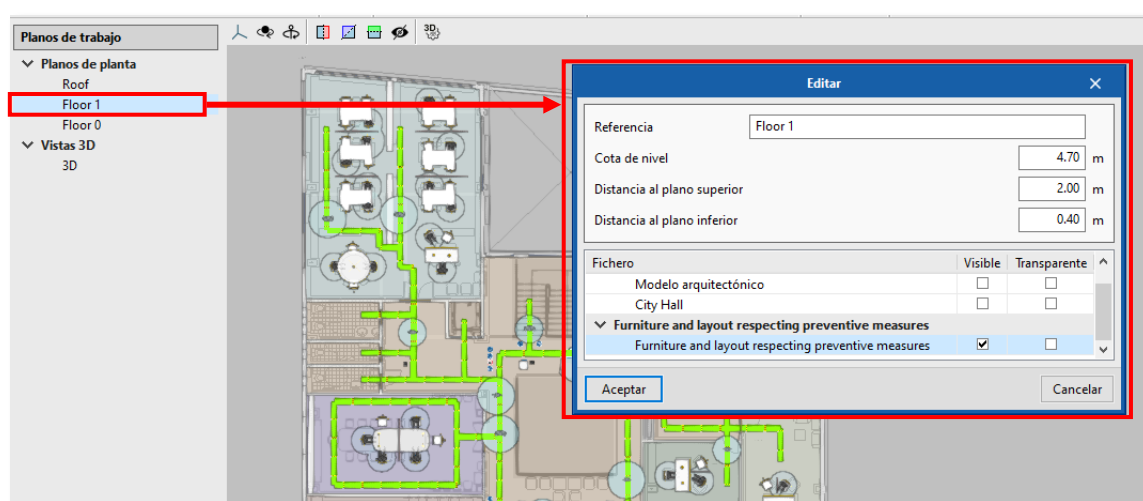 Planos de trabajo
3D
Planos de planta
Roof
Floor 1
Floor 0
Vistas 3D
3D
Editar
Referencia Floor 1
Cota de nivel 4.70 m
Distancia al plano superior 2.00 m
Distancia al plano inferior 0.40 m
Fichero Visible Transparente
Modelo arquitectónico
City Hall
Furniture and layout respecting preventive measures
Furniture and layout respecting preventive measures
Aceptar Cancelar